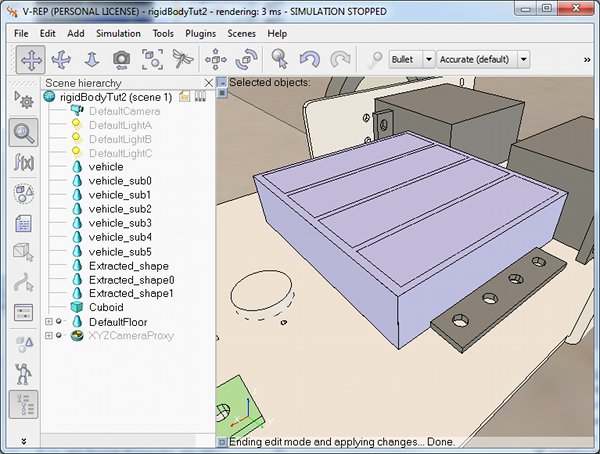 V-REP (PERSONAL LICENSE) - rigidBodyTut2 - rendering: 3 ms - SIMULATION STOPPED
File Edit Add Simulation Tools Plugins Scenes Help
Bullet Accurate (default) »
Scene hierarchy
Selected objects:
rigidBodyTut2 (scene 1)
DefaultCamera
DefaultLightA
DefaultLightB
DefaultLightC
vehicle
vehicle_sub0
vehicle_sub1
vehicle_sub2
vehicle_sub3
vehicle_sub4
vehicle_sub5
Extracted_shape
Extracted_shape0
Extracted_shape1
Cuboid
DefaultFloor
XYZCameraProxy
f(x)
Ending edit mode and applying changes... Done.